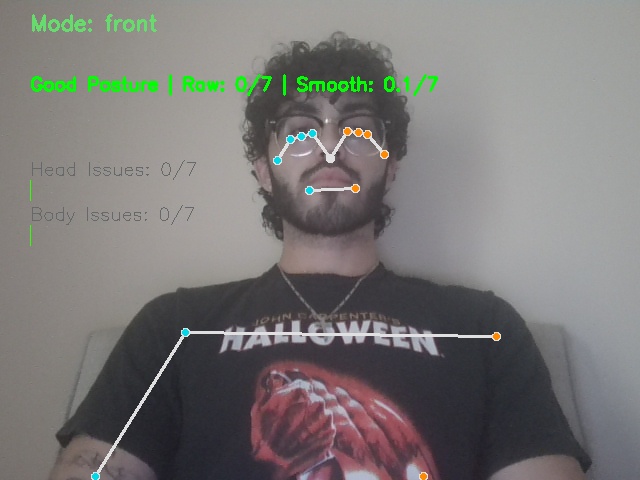 Mode: front
Good Posture | Raw: 0/7 | Smooth: 0.1/7
Head Issues: 0/7
Body Issues: 0/7
JOHN CARPENTER'S
HALLOWEEN